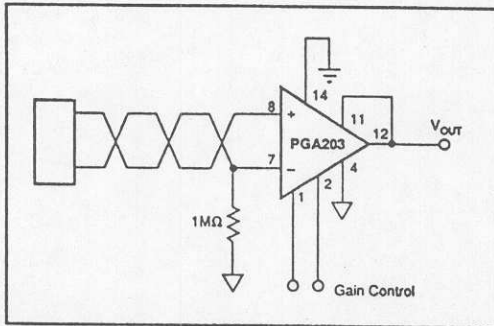 14
8
+
11
12
PGA203
V_OUT
7
–
1
2
4
1MΩ
Gain Control